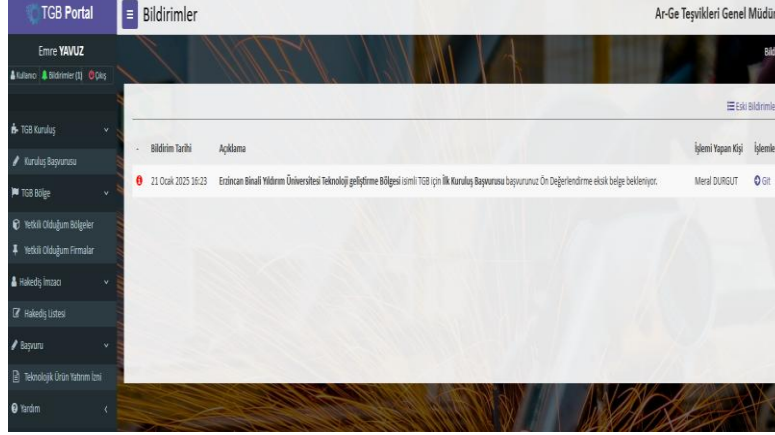 TGB Portal
Bildirimler
Ar-Ge Teşvikleri Genel Müdür
Emre YAVUZ
Kullanıcı Bildirimler (1) Çıkış
Bild
Eski Bildirimle
TGB Kuruluş
Kuruluş Başvurusu
TGB Bölge
Yetkili Olduğum Bölgeler
Yetkili Olduğum Firmalar
Hakediş İmzacı
Hakediş Listesi
Başvuru
Teknolojik Ürün Yatırım İzni
Yardım
- Bildirim Tarihi Açıklama İşlemi Yapan Kişi İşlemle
21 Ocak 2025 16:23 Erzincan Binali Yıldırım Üniversitesi Teknoloji geliştirme Bölgesi isimli TGB için İlk Kuruluş Başvurusu başvurunuz Ön Değerlendirme eksik belge bekleniyor. Meral DURGUT Git